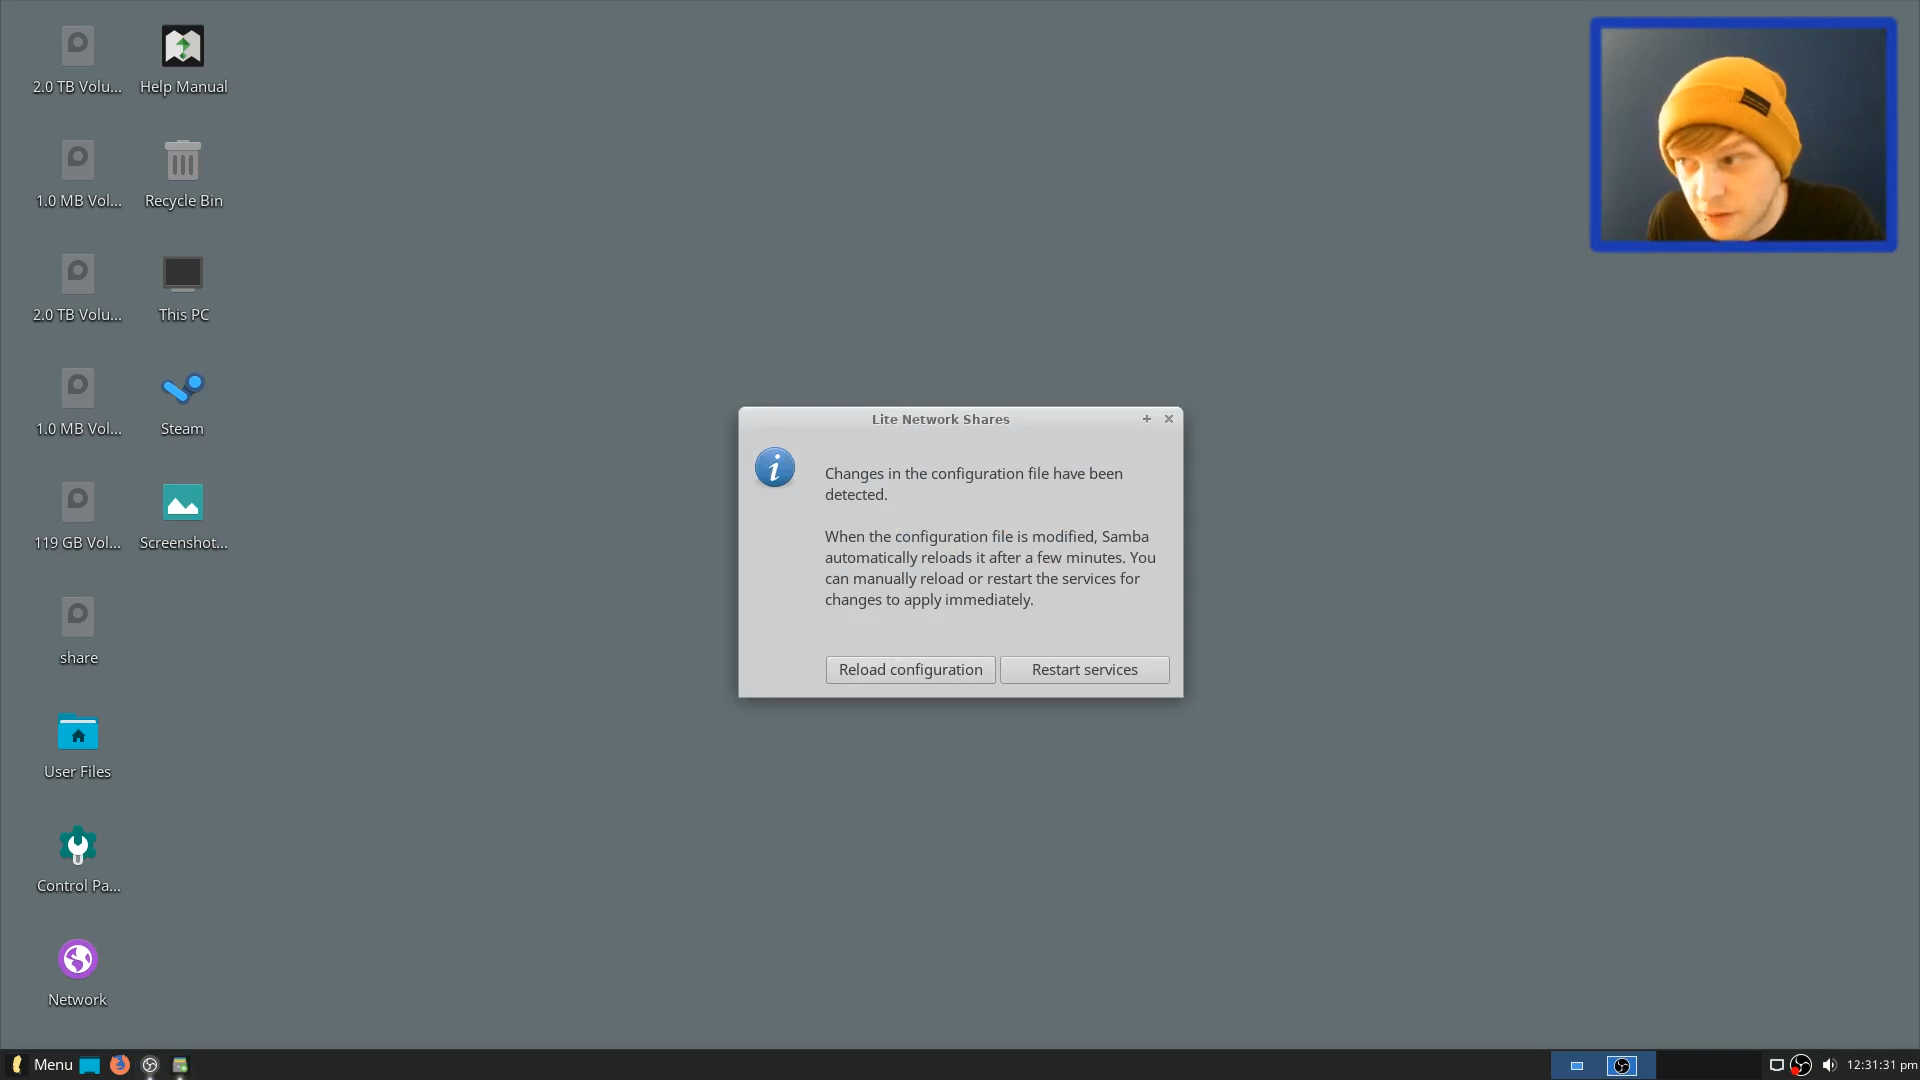 2.0 TB Volu...
Help Manual
1.0 MB Vol...
Recycle Bin
2.0 TB Volu...
This PC
1.0 MB Vol...
Steam
119 GB Vol...
Screenshot...
share
User Files
Control Pa...
Network
Lite Network Shares
Changes in the configuration file have been
detected.
When the configuration file is modified, Samba
automatically reloads it after a few minutes. You
can manually reload or restart the services for
changes to apply immediately.
Reload configuration
Restart services
Menu
12:31:31 pm